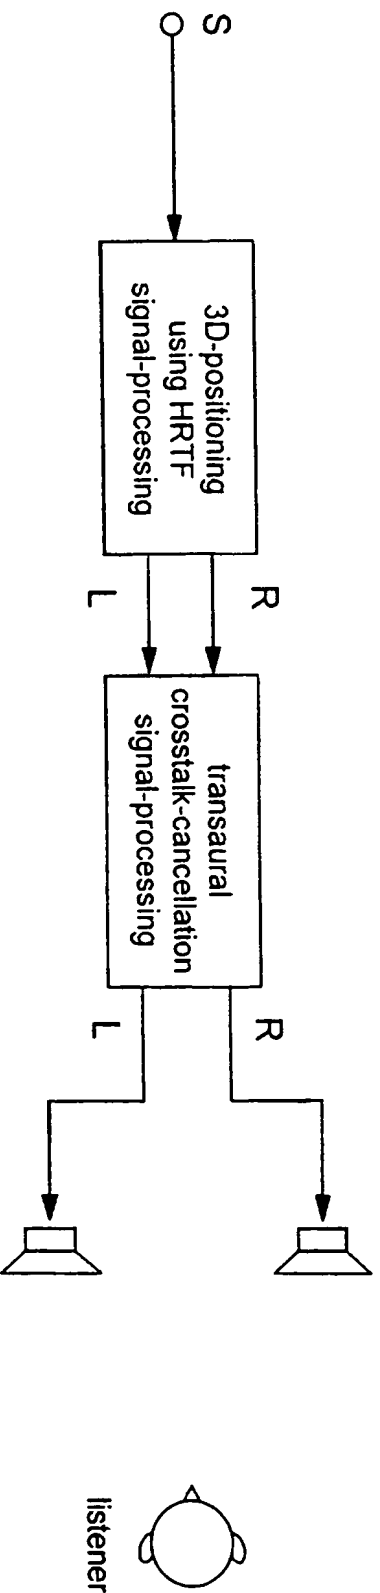 S
3D-positioning
using HRTF
signal-processing
R
L
transaural
crosstalk-cancellation
signal-processing
R
L
listener